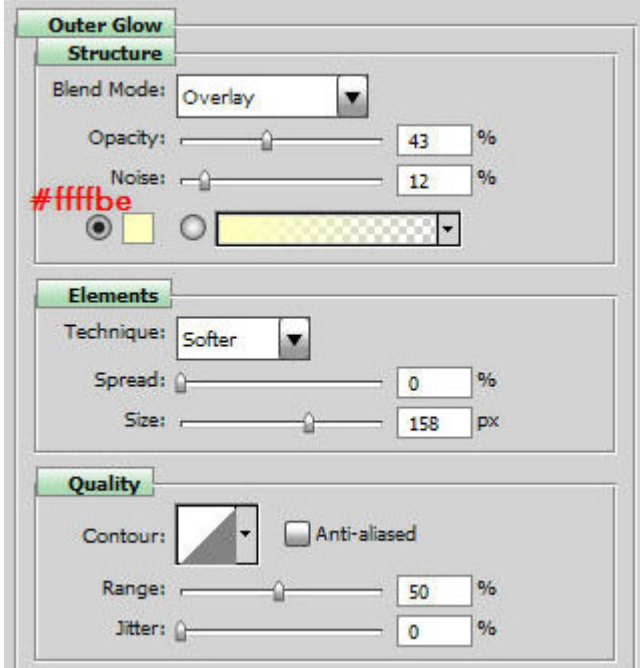 Outer Glow
Structure
Blend Mode: Overlay
Opacity: 43 %
Noise: 12 %
#ffffbe
Elements
Technique: Softer
Spread: 0 %
Size: 158 px
Quality
Contour: Anti-aliased
Range: 50 %
Jitter: 0 %